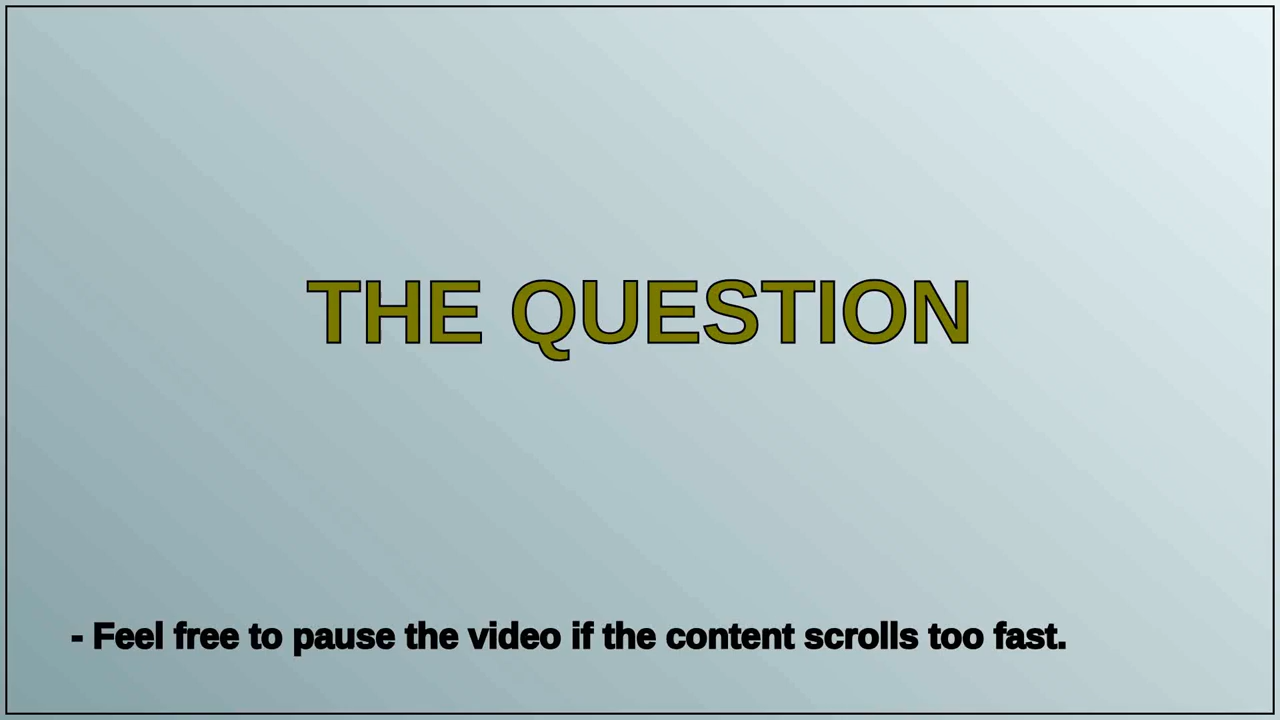 THE QUESTION
- Feel free to pause the video if the content scrolls too fast.